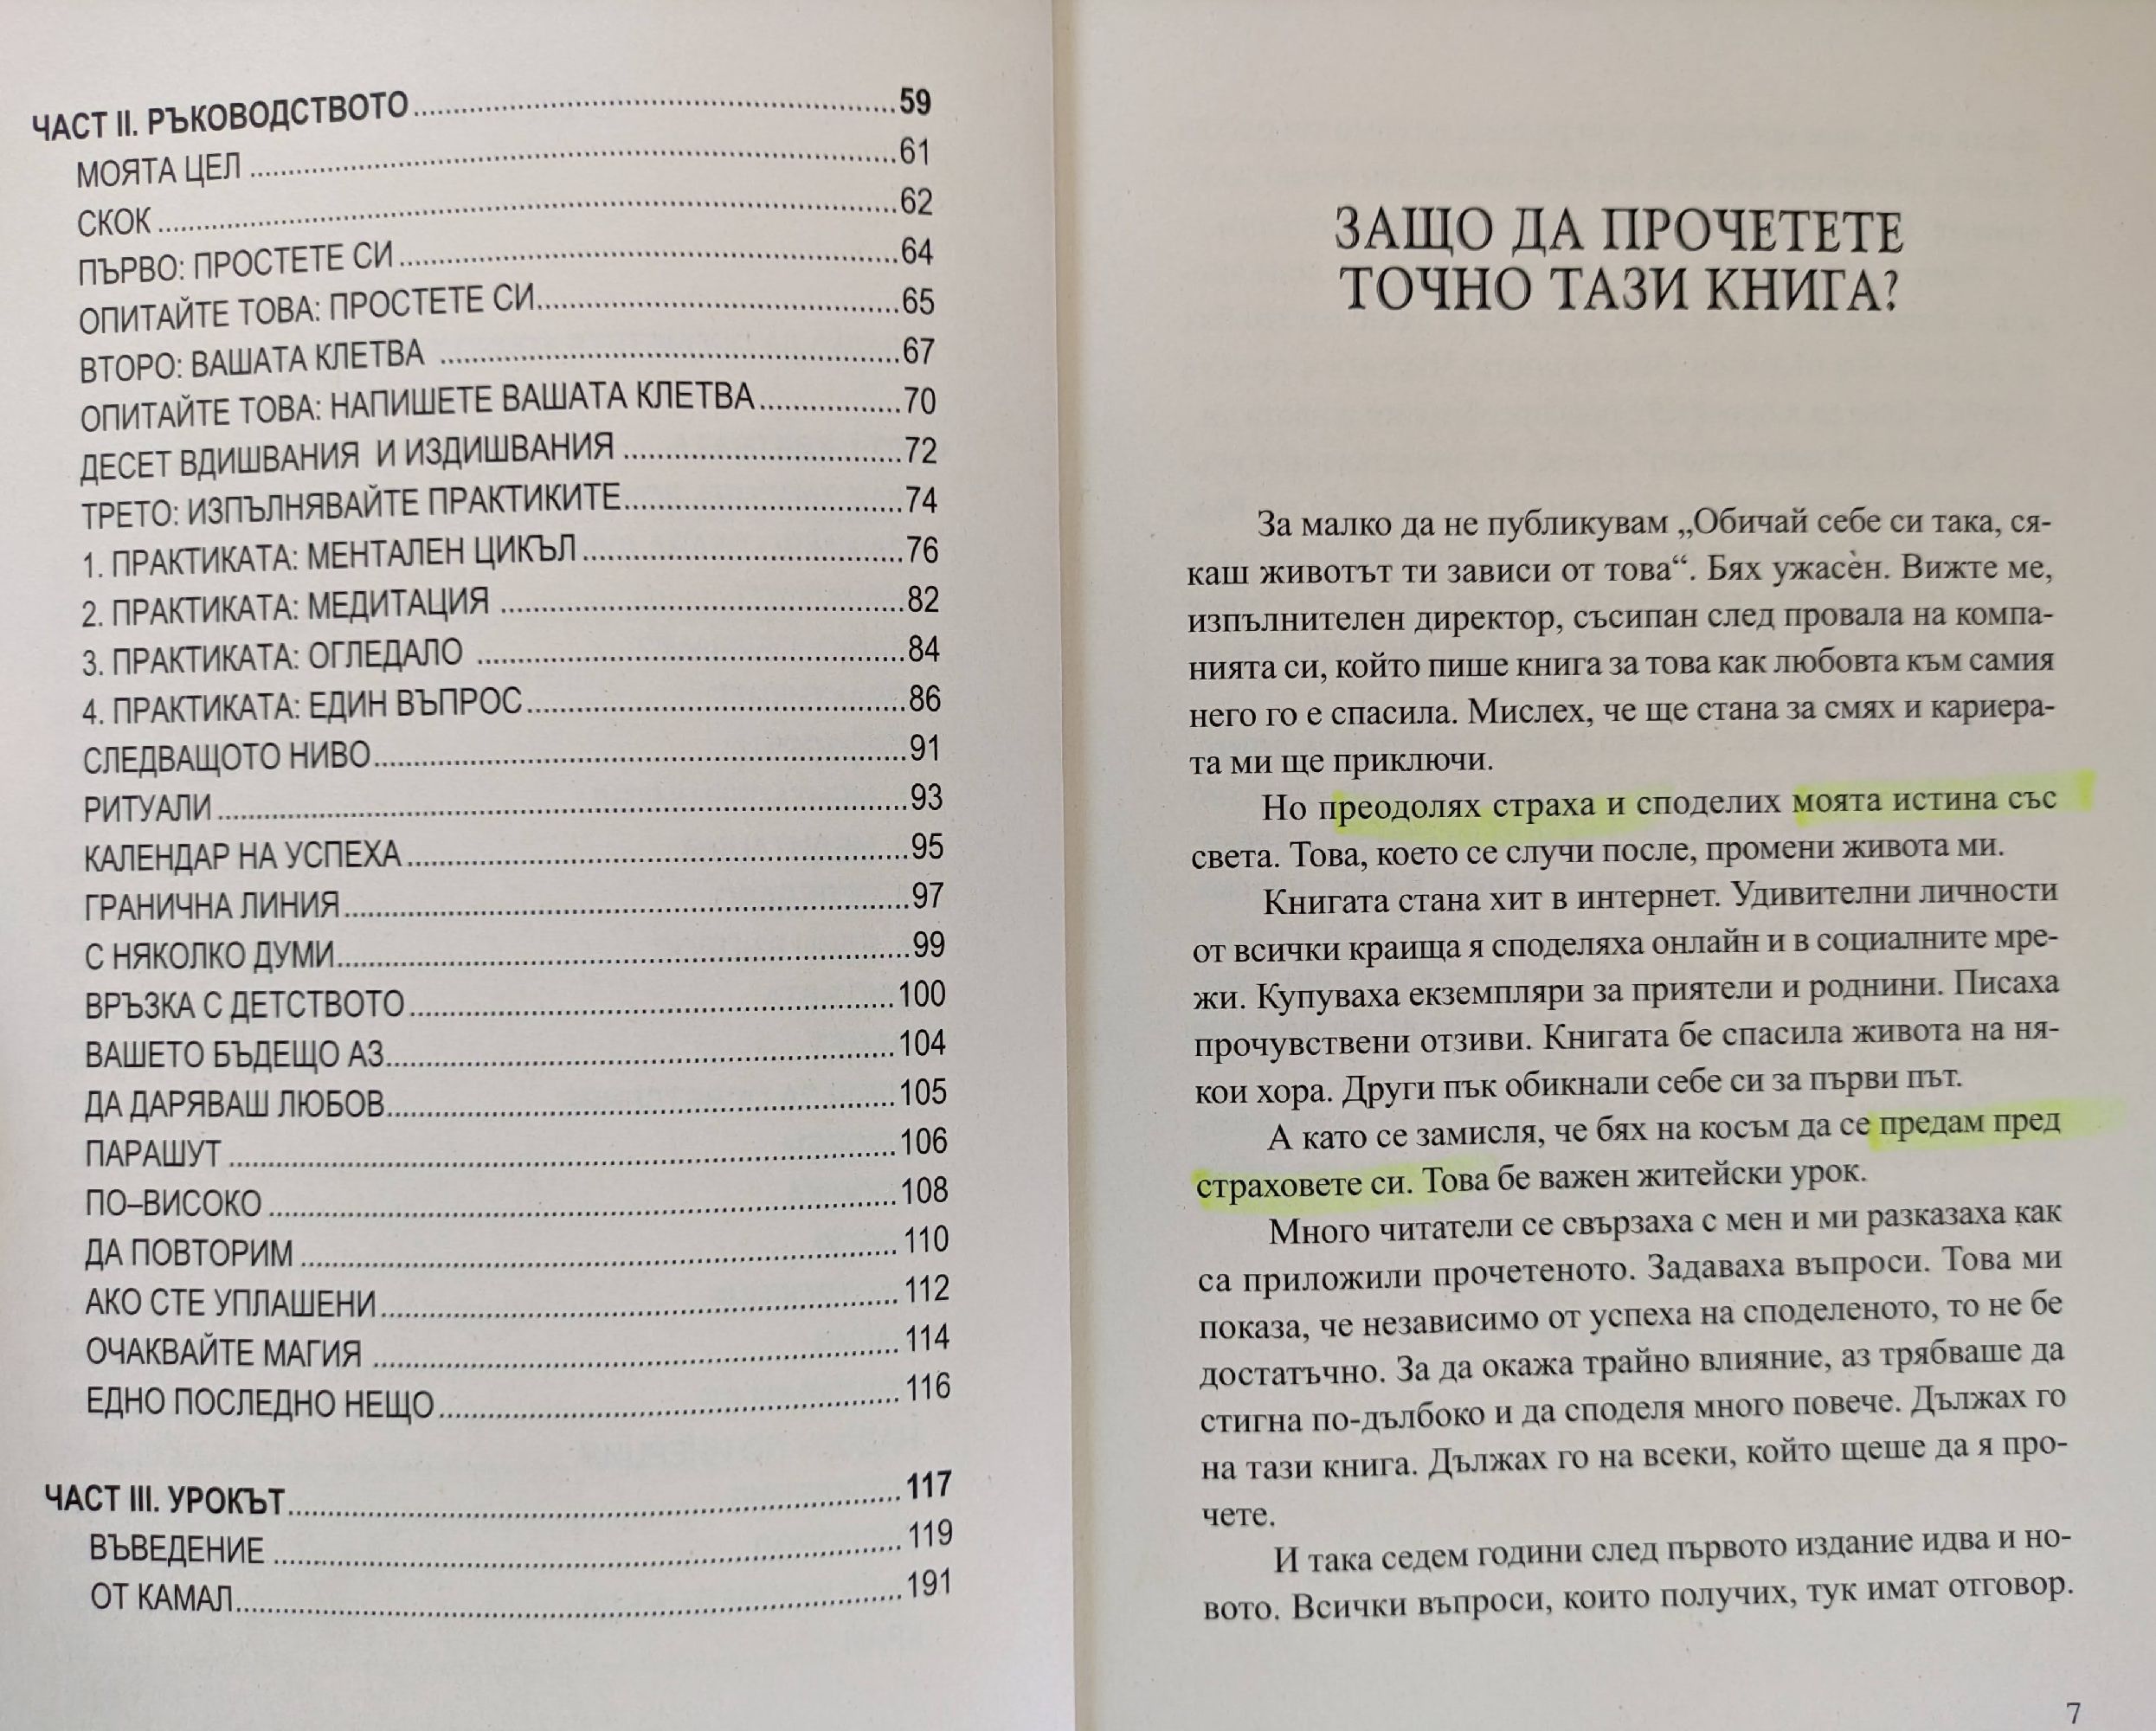 ЧАСТ II. РЪКОВОДСТВОТО....................59
МОЯТА ЦЕЛ ....................61
СКОК ....................62
ПЪРВО: ПРОСТЕТЕ СИ....................64
ОПИТАЙТЕ ТОВА: ПРОСТЕТЕ СИ....................65
ВТОРО: ВАШАТА КЛЕТВА ....................67
ОПИТАЙТЕ ТОВА: НАПИШЕТЕ ВАШАТА КЛЕТВА....................70
ДЕСЕТ ВДИШВАНИЯ И ИЗДИШВАНИЯ ....................72
ТРЕТО: ИЗПЪЛНЯВАЙТЕ ПРАКТИКИТЕ....................74
1. ПРАКТИКАТА: МЕНТАЛЕН ЦИКЪЛ....................76
2. ПРАКТИКАТА: МЕДИТАЦИЯ ....................82
3. ПРАКТИКАТА: ОГЛЕДАЛО ....................84
4. ПРАКТИКАТА: ЕДИН ВЪПРОС....................86
СЛЕДВАЩОТО НИВО....................91
РИТУАЛИ....................93
КАЛЕНДАР НА УСПЕХА....................95
ГРАНИЧНА ЛИНИЯ....................97
С НЯКОЛКО ДУМИ....................99
ВРЪЗКА С ДЕТСТВОТО....................100
ВАШЕТО БЪДЕЩО АЗ....................104
ДА ДАРЯВАШ ЛЮБОВ....................105
ПАРАШУТ....................106
ПО–ВИСОКО....................108
ДА ПОВТОРИМ....................110
АКО СТЕ УПЛАШЕНИ....................112
ОЧАКВАЙТЕ МАГИЯ ....................114
ЕДНО ПОСЛЕДНО НЕЩО....................116
ЧАСТ III. УРОКЪТ....................117
ВЪВЕДЕНИЕ ....................119
ОТ КАМАЛ....................191
ЗАЩО ДА ПРОЧЕТЕТЕ
ТОЧНО ТАЗИ КНИГА?
За малко да не публикувам „Обичай себе си така, ся-
каш животът ти зависи от това“. Бях ужасѐн. Вижте ме,
изпълнителен директор, съсипан след провала на компа-
нията си, който пише книга за това как любовта към самия
него го е спасила. Мислех, че ще стана за смях и кариера-
та ми ще приключи.
Но преодолях страха и споделих моята истина със
света. Това, което се случи после, промени живота ми.
Книгата стана хит в интернет. Удивителни личности
от всички краища я споделяха онлайн и в социалните мре-
жи. Купуваха екземпляри за приятели и роднини. Писаха
прочувствени отзиви. Книгата бе спасила живота на ня-
кои хора. Други пък обикнали себе си за първи път.
А като се замисля, че бях на косъм да се предам пред
страховете си. Това бе важен житейски урок.
Много читатели се свързаха с мен и ми разказаха как
са приложили прочетеното. Задаваха въпроси. Това ми
показа, че независимо от успеха на споделеното, то не бе
достатъчно. За да окажа трайно влияние, аз трябваше да
стигна по-дълбоко и да споделя много повече. Дължах го
на тази книга. Дължах го на всеки, който щеше да я про-
чете.
И така седем години след първото издание идва и но-
вото. Всички въпроси, които получих, тук имат отговор.
7